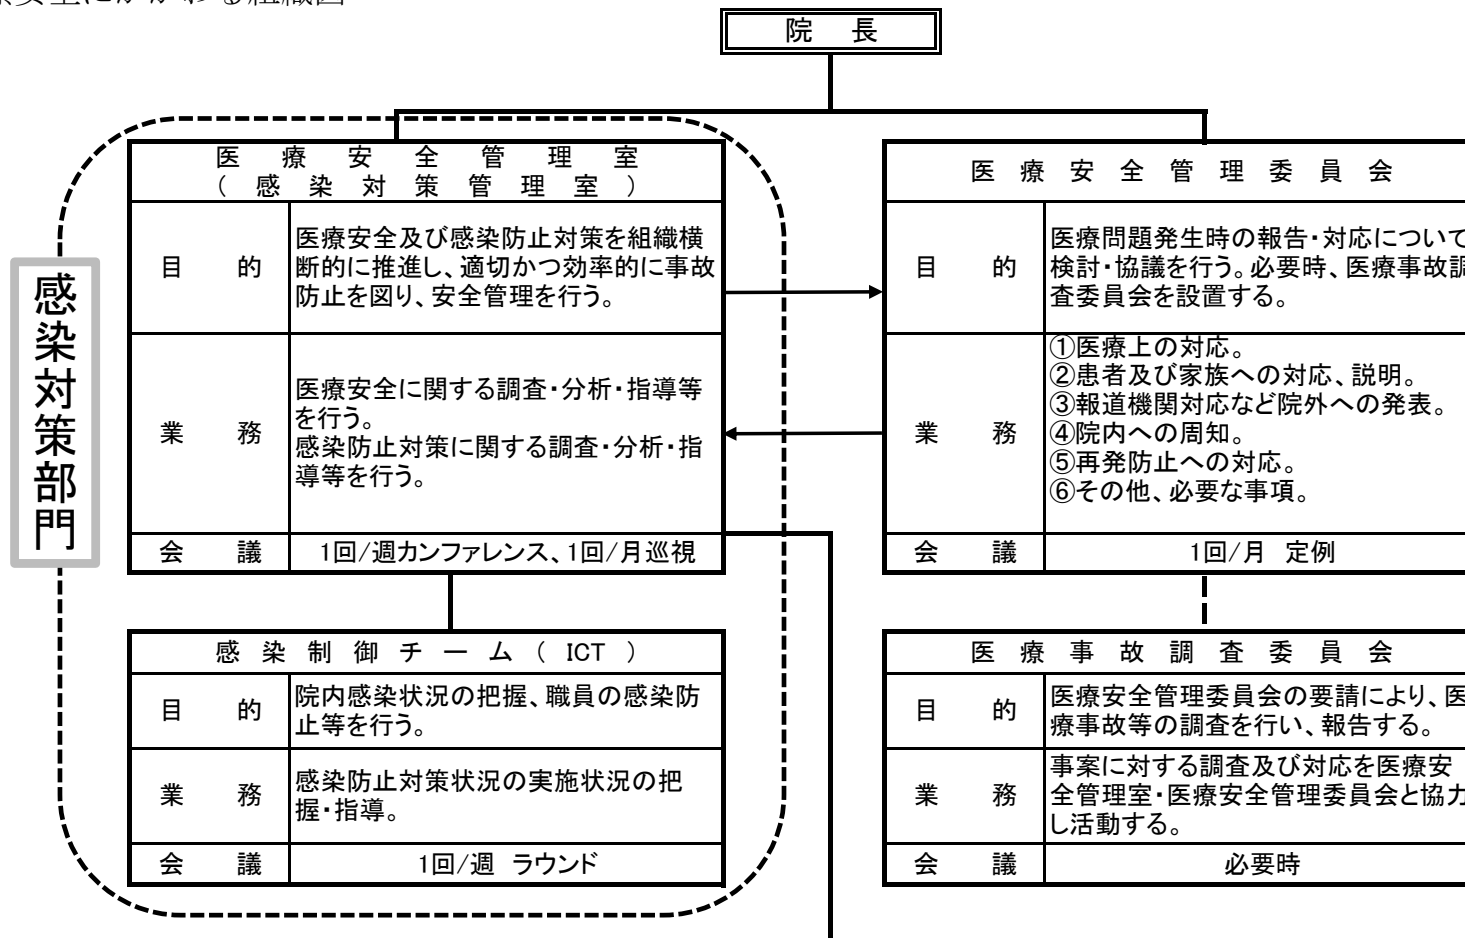 安全にかかわる組織図
院　長
感染対策部門
医療安全管理室
（感染対策管理室）
目的
医療安全及び感染防止対策を組織横
断的に推進し、適切かつ効率的に事故
防止を図り、安全管理を行う。
業務
医療安全に関する調査・分析・指導等
を行う。
感染防止対策に関する調査・分析・指
導等を行う。
会議
1回/週カンファレンス、1回/月巡視
医療安全管理委員会
目的
医療問題発生時の報告・対応について
検討・協議を行う。必要時、医療事故調
査委員会を設置する。
業務
①医療上の対応。
②患者及び家族への対応、説明。
③報道機関対応など院外への発表。
④院内への周知。
⑤再発防止への対応。
⑥その他、必要な事項。
会議
1回/月　定例
感染制御チーム（ICT）
目的
院内感染状況の把握、職員の感染防
止等を行う。
業務
感染防止対策状況の実施状況の把
握・指導。
会議
1回/週　ラウンド
医療事故調査委員会
目的
医療安全管理委員会の要請により、医
療事故等の調査を行い、報告する。
業務
事案に対する調査及び対応を医療安
全管理室・医療安全管理委員会と協力
し活動する。
会議
必要時